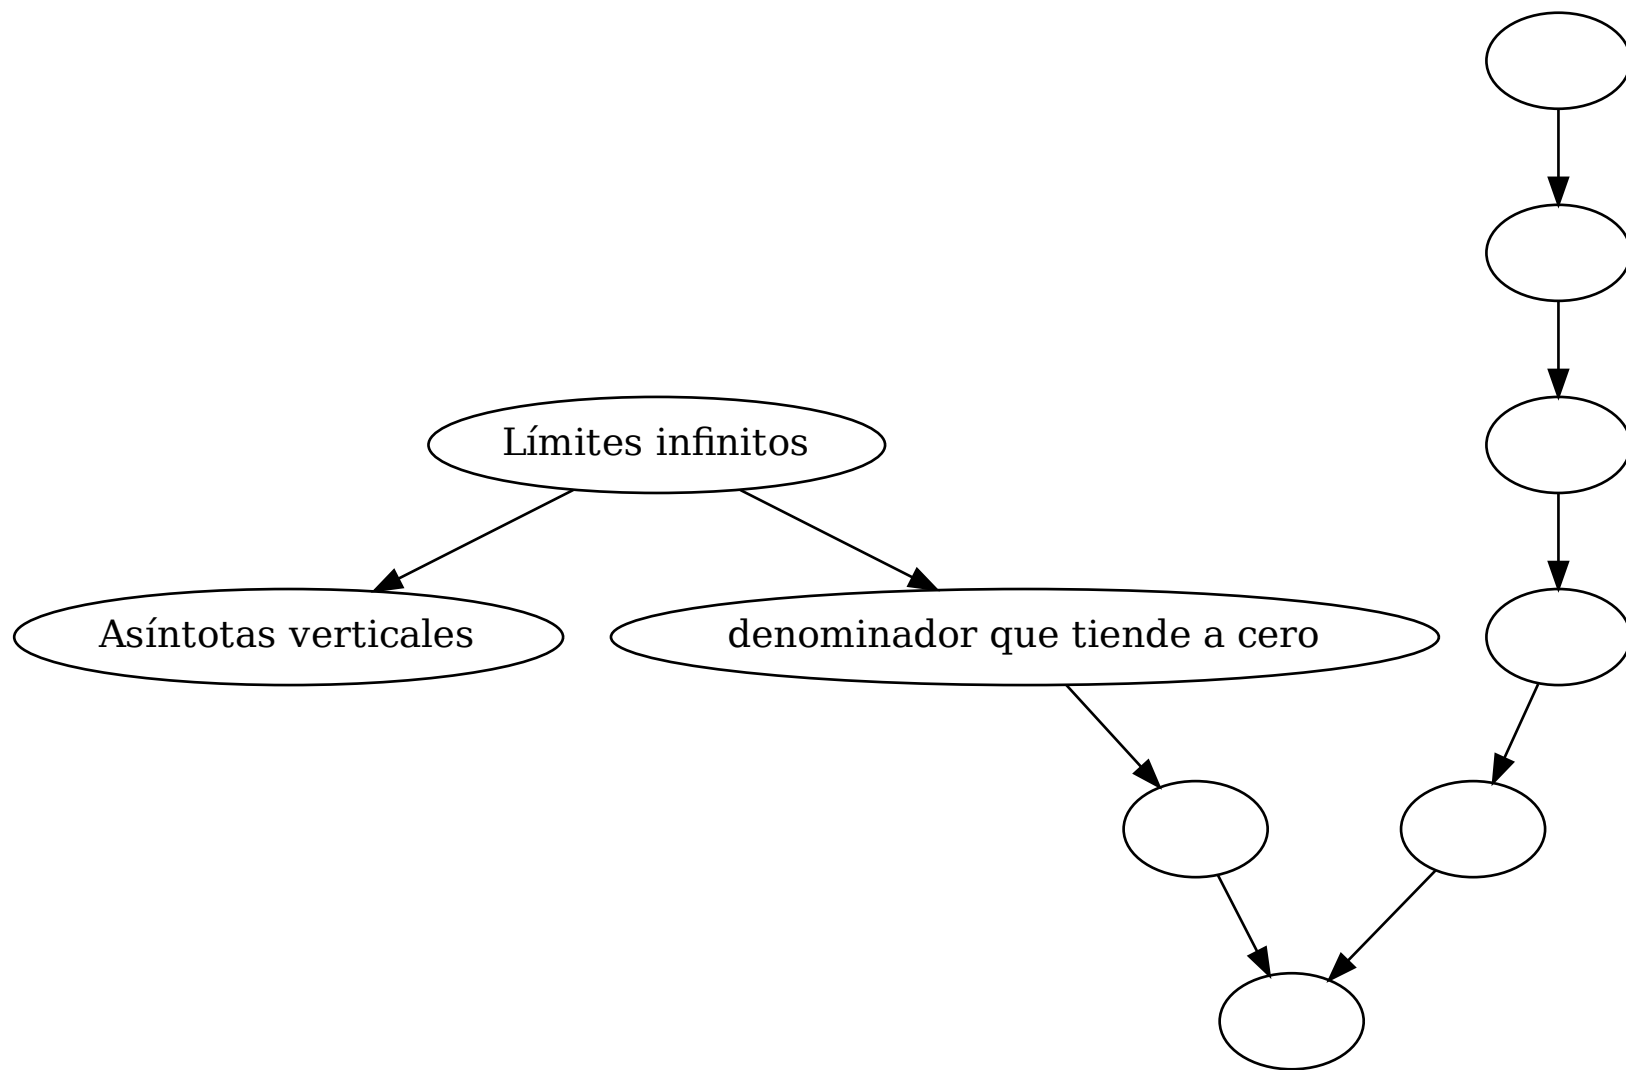 Límites infinitos
Asíntotas verticales
denominador que tiende a cero